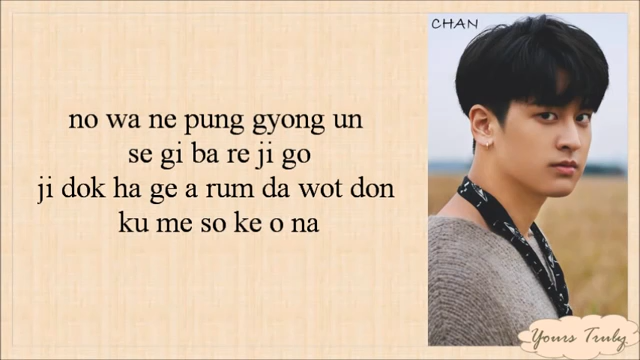 CHAN
no wa ne pung gyong un
se gi ba re ji go
ji dok ha ge a rum da wot don
ku me so ke o na
Yours Truly